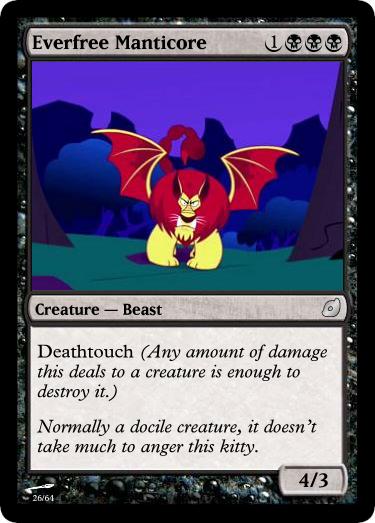 Everfree Manticore 1
Creature — Beast
Deathtouch (Any amount of damage
this deals to a creature is enough to
destroy it.)
Normally a docile creature, it doesn't
take much to anger this kitty.
4/3
26/64